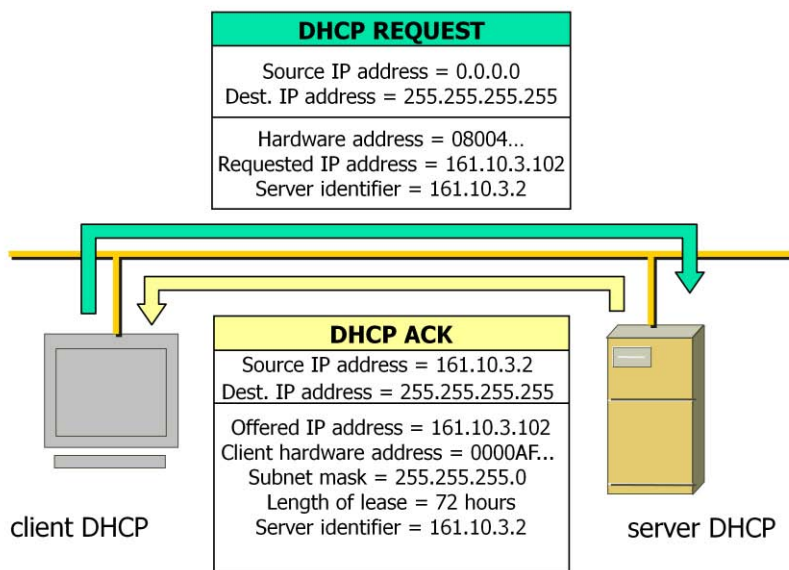 DHCP REQUEST
Source IP address = 0.0.0.0
Dest. IP address = 255.255.255.255
Hardware address = 08004...
Requested IP address = 161.10.3.102
Server identifier = 161.10.3.2
DHCP ACK
Source IP address = 161.10.3.2
Dest. IP address = 255.255.255.255
Offered IP address = 161.10.3.102
Client hardware address = 0000AF...
Subnet mask = 255.255.255.0
Length of lease = 72 hours
Server identifier = 161.10.3.2
client DHCP
server DHCP